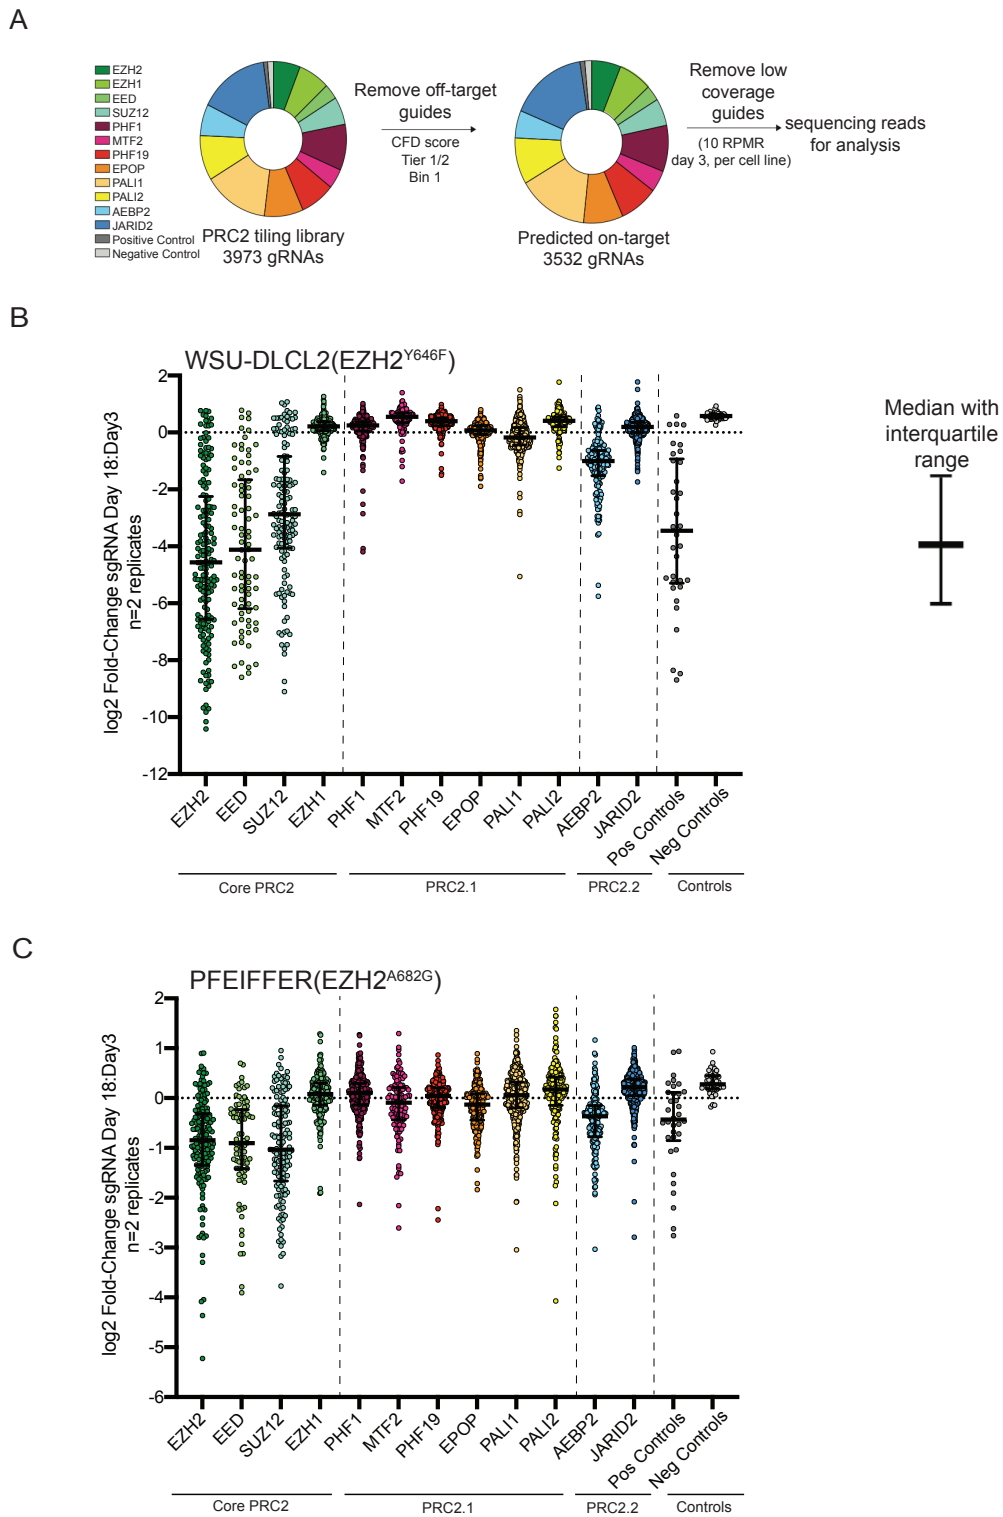 A
EZH2
EZH1
EED
SUZ12
PHF1
MTF2
PHF19
EPOP
PALI1
PALI2
AEBP2
JARID2
Positive Control
Negative Control
PRC2 tiling library
3973 gRNAs
Remove off-target
guides
CFD score
Tier 1/2
Bin 1
Predicted on-target
3532 gRNAs
Remove low
coverage
guides
(10 RPMR
day 3, per cell line)
sequencing reads
for analysis
B
WSU-DLCL2(EZH2^Y646F)
log2 Fold-Change sgRNA Day 18:Day3
n=2 replicates
2
0
-2
-4
-6
-8
-10
-12
EZH2
EED
SUZ12
EZH1
PHF1
MTF2
PHF19
EPOP
PALI1
PALI2
AEBP2
JARID2
Pos Controls
Neg Controls
Core PRC2
PRC2.1
PRC2.2
Controls
Median with
interquartile
range
C
PFEIFFER(EZH2^A682G)
log2 Fold-Change sgRNA Day 18:Day3
n=2 replicates
2
1
0
-1
-2
-3
-4
-5
-6
EZH2
EED
SUZ12
EZH1
PHF1
MTF2
PHF19
EPOP
PALI1
PALI2
AEBP2
JARID2
Pos Controls
Neg Controls
Core PRC2
PRC2.1
PRC2.2
Controls